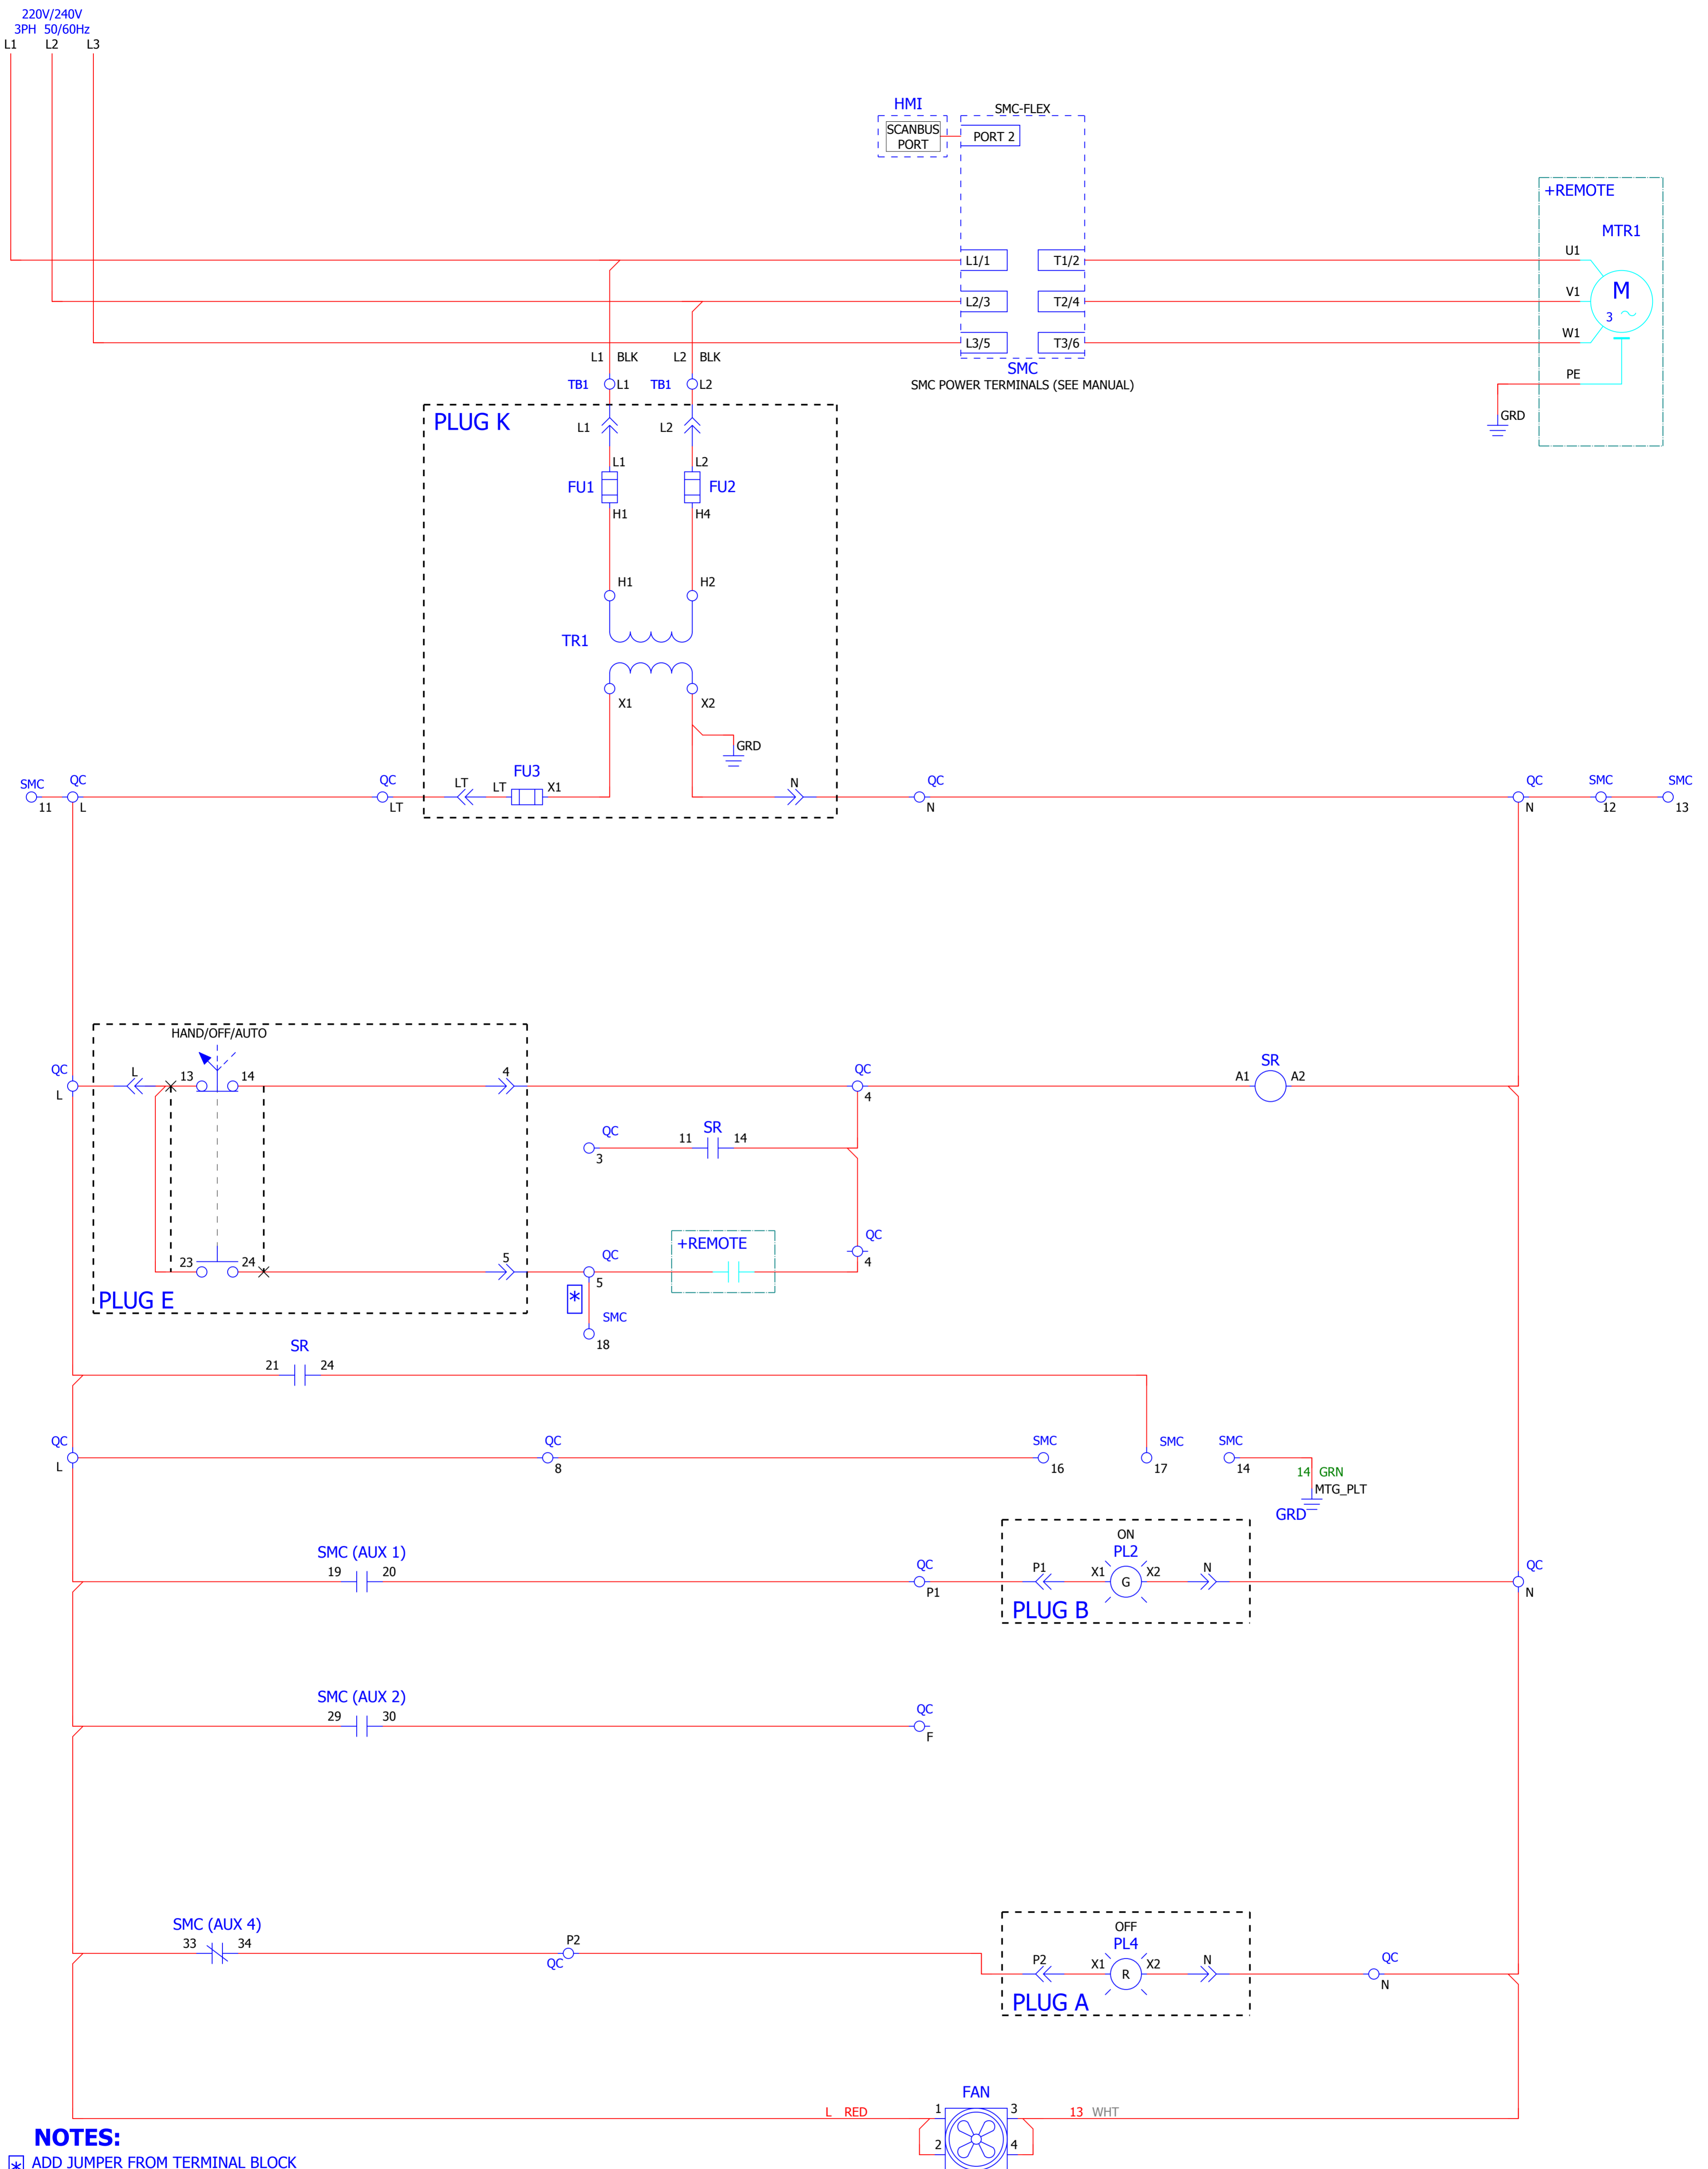 220V/240V
3PH 50/60Hz
L1 L2 L3
HMI
SCANBUS
PORT
SMC-FLEX
PORT 2
+REMOTE
MTR1
L1/1 T1/2 U1
L2/3 T2/4 V1
M
3
L3/5 T3/6 W1
SMC
SMC POWER TERMINALS (SEE MANUAL)
PE
GRD
L1 BLK L2 BLK
TB1 L1 TB1 L2
PLUG K
L1 L2
L1 L2
FU1 FU2
H1 H4
H1 H2
TR1
X1 X2
GRD
SMC QC QC LT LT FU3 X1 N QC QC SMC SMC
11 L LT N N 12 13
HAND/OFF/AUTO
QC L 13 14 4 QC A1 SR A2
L 4
QC 11 SR 14
3
+REMOTE
QC
23 24 5 QC
5 4
*
PLUG E
SMC
18
SR
21 24
QC QC SMC SMC SMC
L 8 16 17 14
14 GRN
MTG_PLT
GRD
ON
SMC (AUX 1) PL2
19 20 QC P1 X1 G X2 N QC
P1 N
PLUG B
SMC (AUX 2)
29 30 QC
F
SMC (AUX 4) OFF
33 34 P2 PL4
QC P2 X1 R X2 N QC
N
PLUG A
FAN
L RED 1 3 13 WHT
2 4
NOTES:
* ADD JUMPER FROM TERMINAL BLOCK